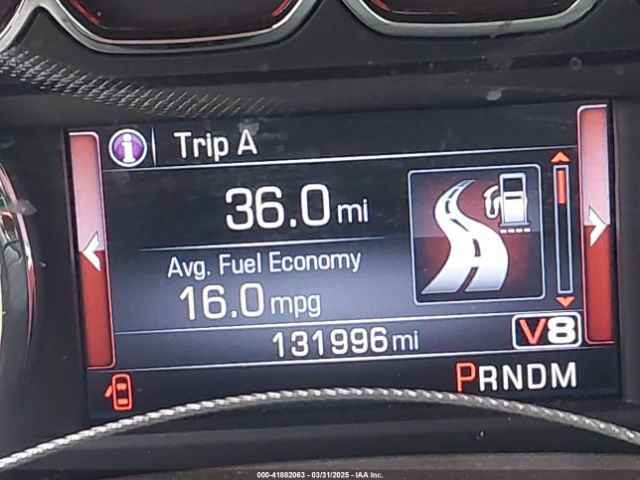 Trip A
36.0 mi
Avg. Fuel Economy
16.0 mpg
131996 mi
V8
PRNDM
000-41882063 - 03/31/2025 - IAA Inc.